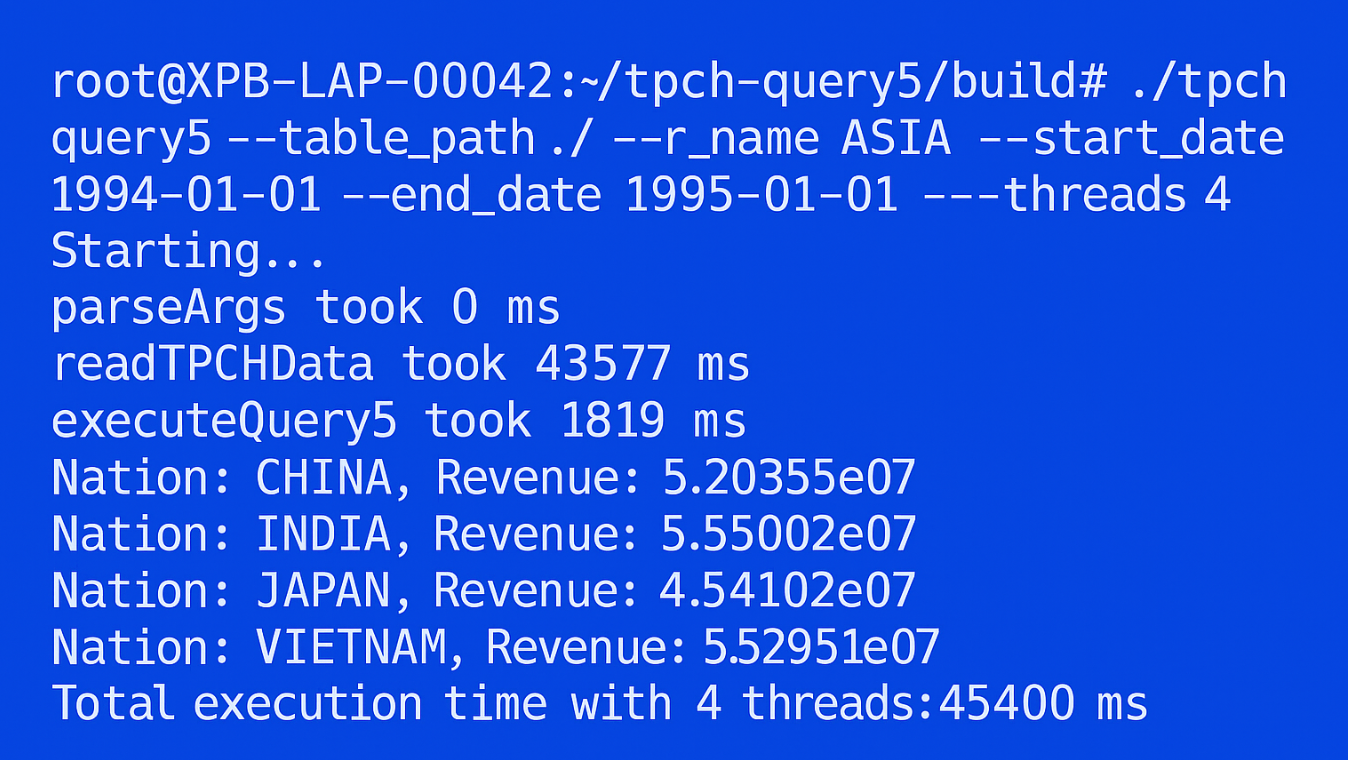 root@XPB-LAP-00042:~/tpch-query5/build# ./tpch
query5 --table_path ./ --r_name ASIA --start_date
1994-01-01 --end_date 1995-01-01 ---threads 4
Starting...
parseArgs took 0 ms
readTPCHData took 43577 ms
executeQuery5 took 1819 ms
Nation: CHINA, Revenue: 5.20355e07
Nation: INDIA, Revenue: 5.55002e07
Nation: JAPAN, Revenue: 4.54102e07
Nation: VIETNAM, Revenue: 5.52951e07
Total execution time with 4 threads:45400 ms